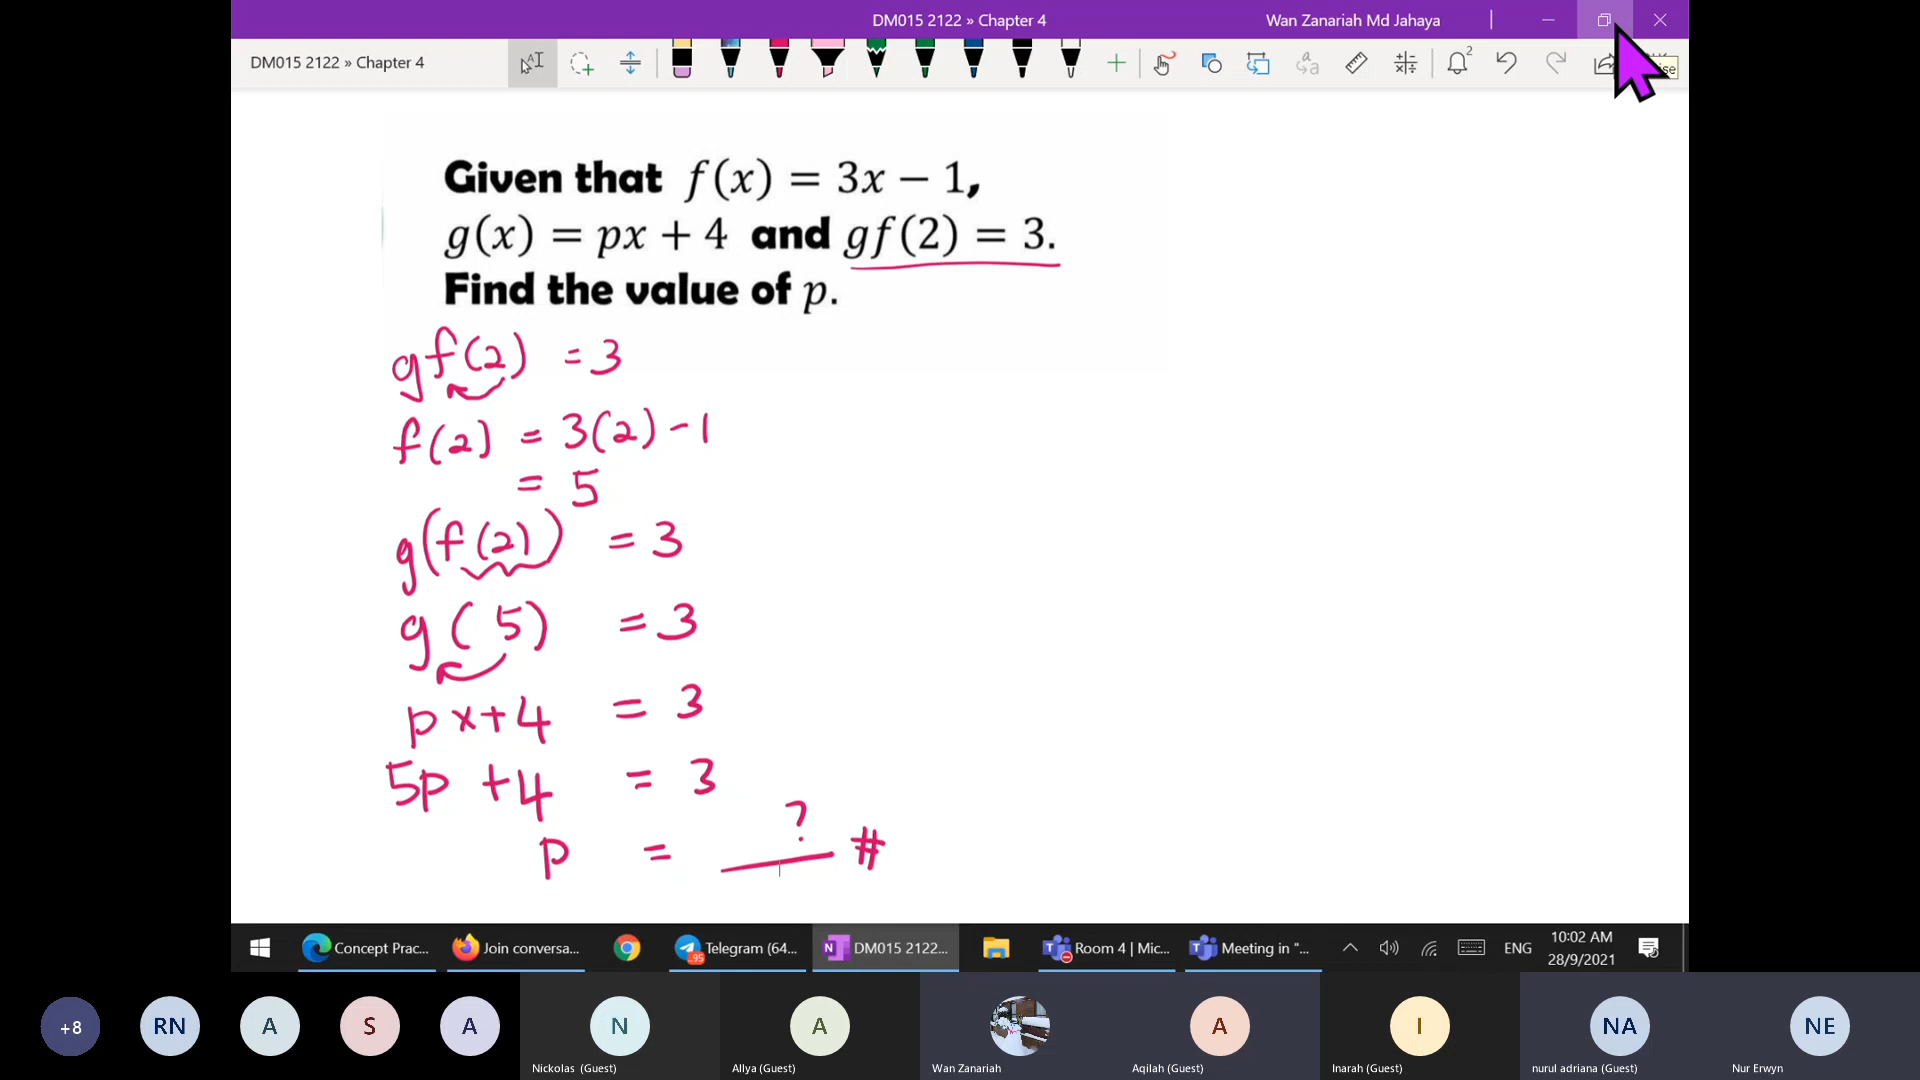 DM015 2122 » Chapter 4
Wan Zanariah Md Jahaya
DM015 2122 » Chapter 4
2
Given that f(x) = 3x − 1,
g(x) = px + 4 and gf(2) = 3.
Find the value of p.
gf(2) = 3
f(2) = 3(2) - 1
= 5
g(f(2)) = 3
g(5) = 3
px+4 = 3
5p +4 = 3
p = ? #
Concept Prac...
Join conversa...
Telegram (64...
.95
N
DM015 2122...
Room 4 | Mic...
Meeting in "...
ENG
10:02 AM
28/9/2021
+8
RN
A
S
A
N
A
A
I
NA
NE
Nickolas (Guest)
Allya (Guest)
Wan Zanariah
Aqilah (Guest)
Inarah (Guest)
nurul adriana (Guest)
Nur Erwyn